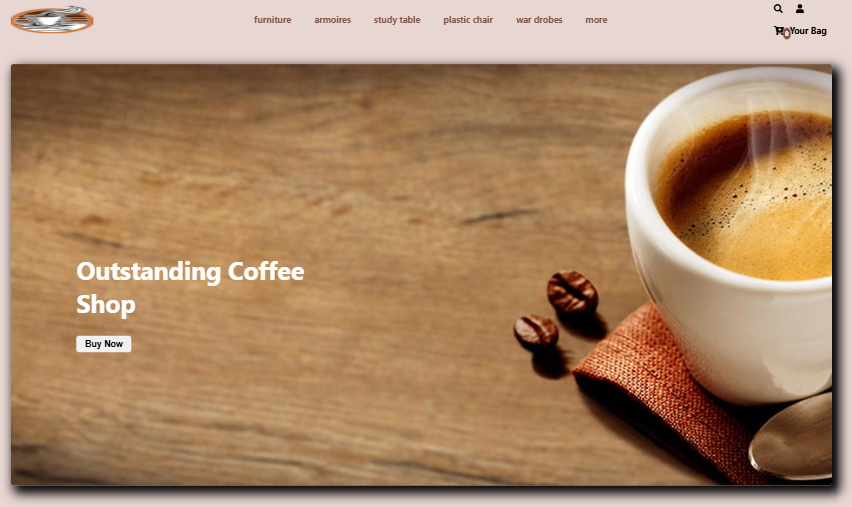 furniture armoires study table plastic chair war drobes more
0 Your Bag
Outstanding Coffee
Shop
Buy Now